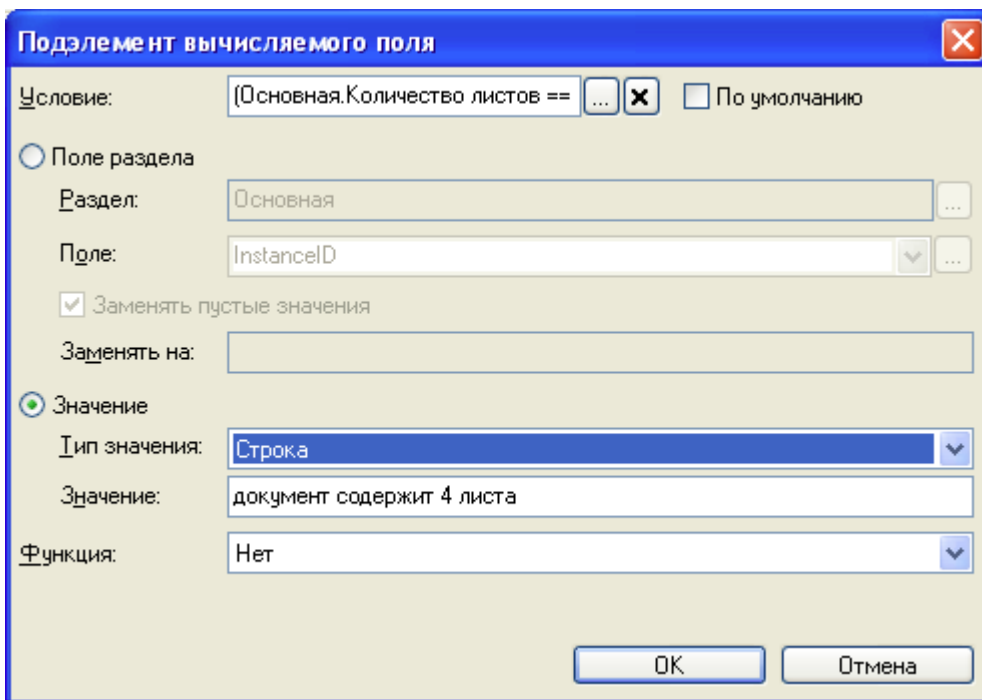 Подэлемент вычисляемого поля
Условие: (Основная.Количество листов == ... По умолчанию
Поле раздела
Раздел: Основная ...
Поле: InstanceID ...
Заменять пустые значения
Заменять на:
Значение
Тип значения: Строка
Значение: документ содержит 4 листа
Функция: Нет
ОК Отмена